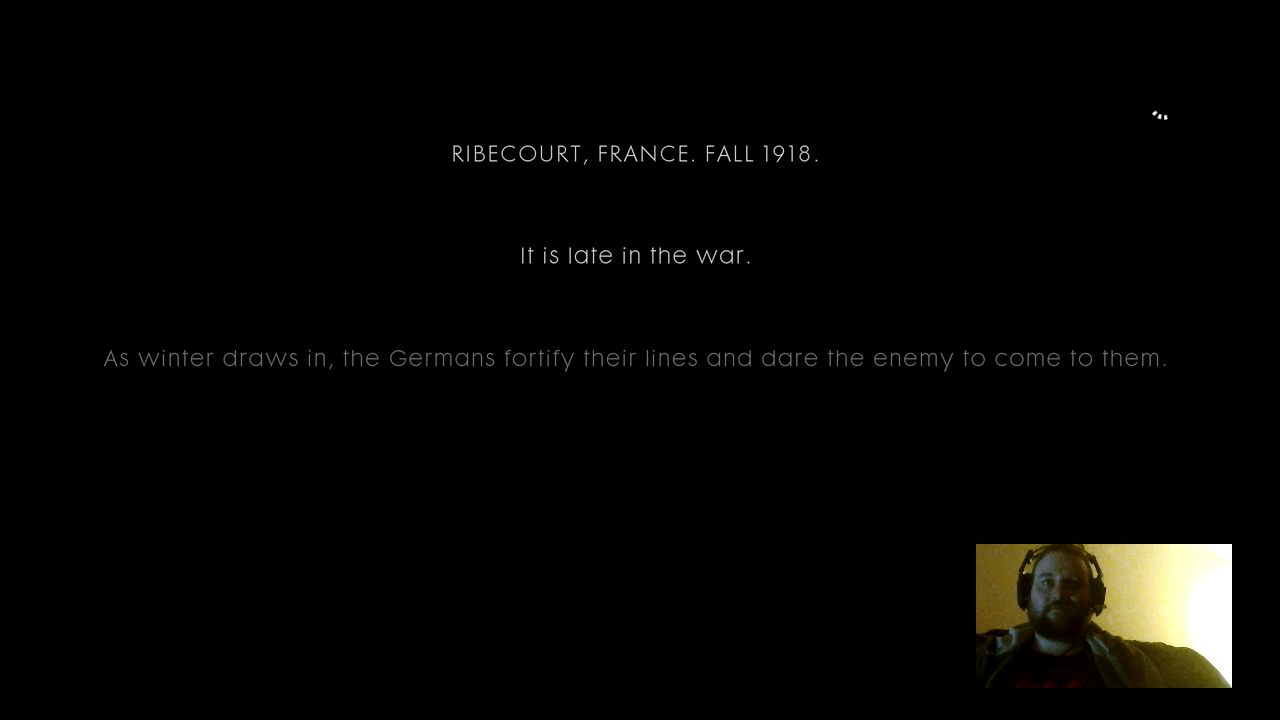 RIBECOURT, FRANCE. FALL 1918.
It is late in the war.
As winter draws in, the Germans fortify their lines and dare the enemy to come to them.